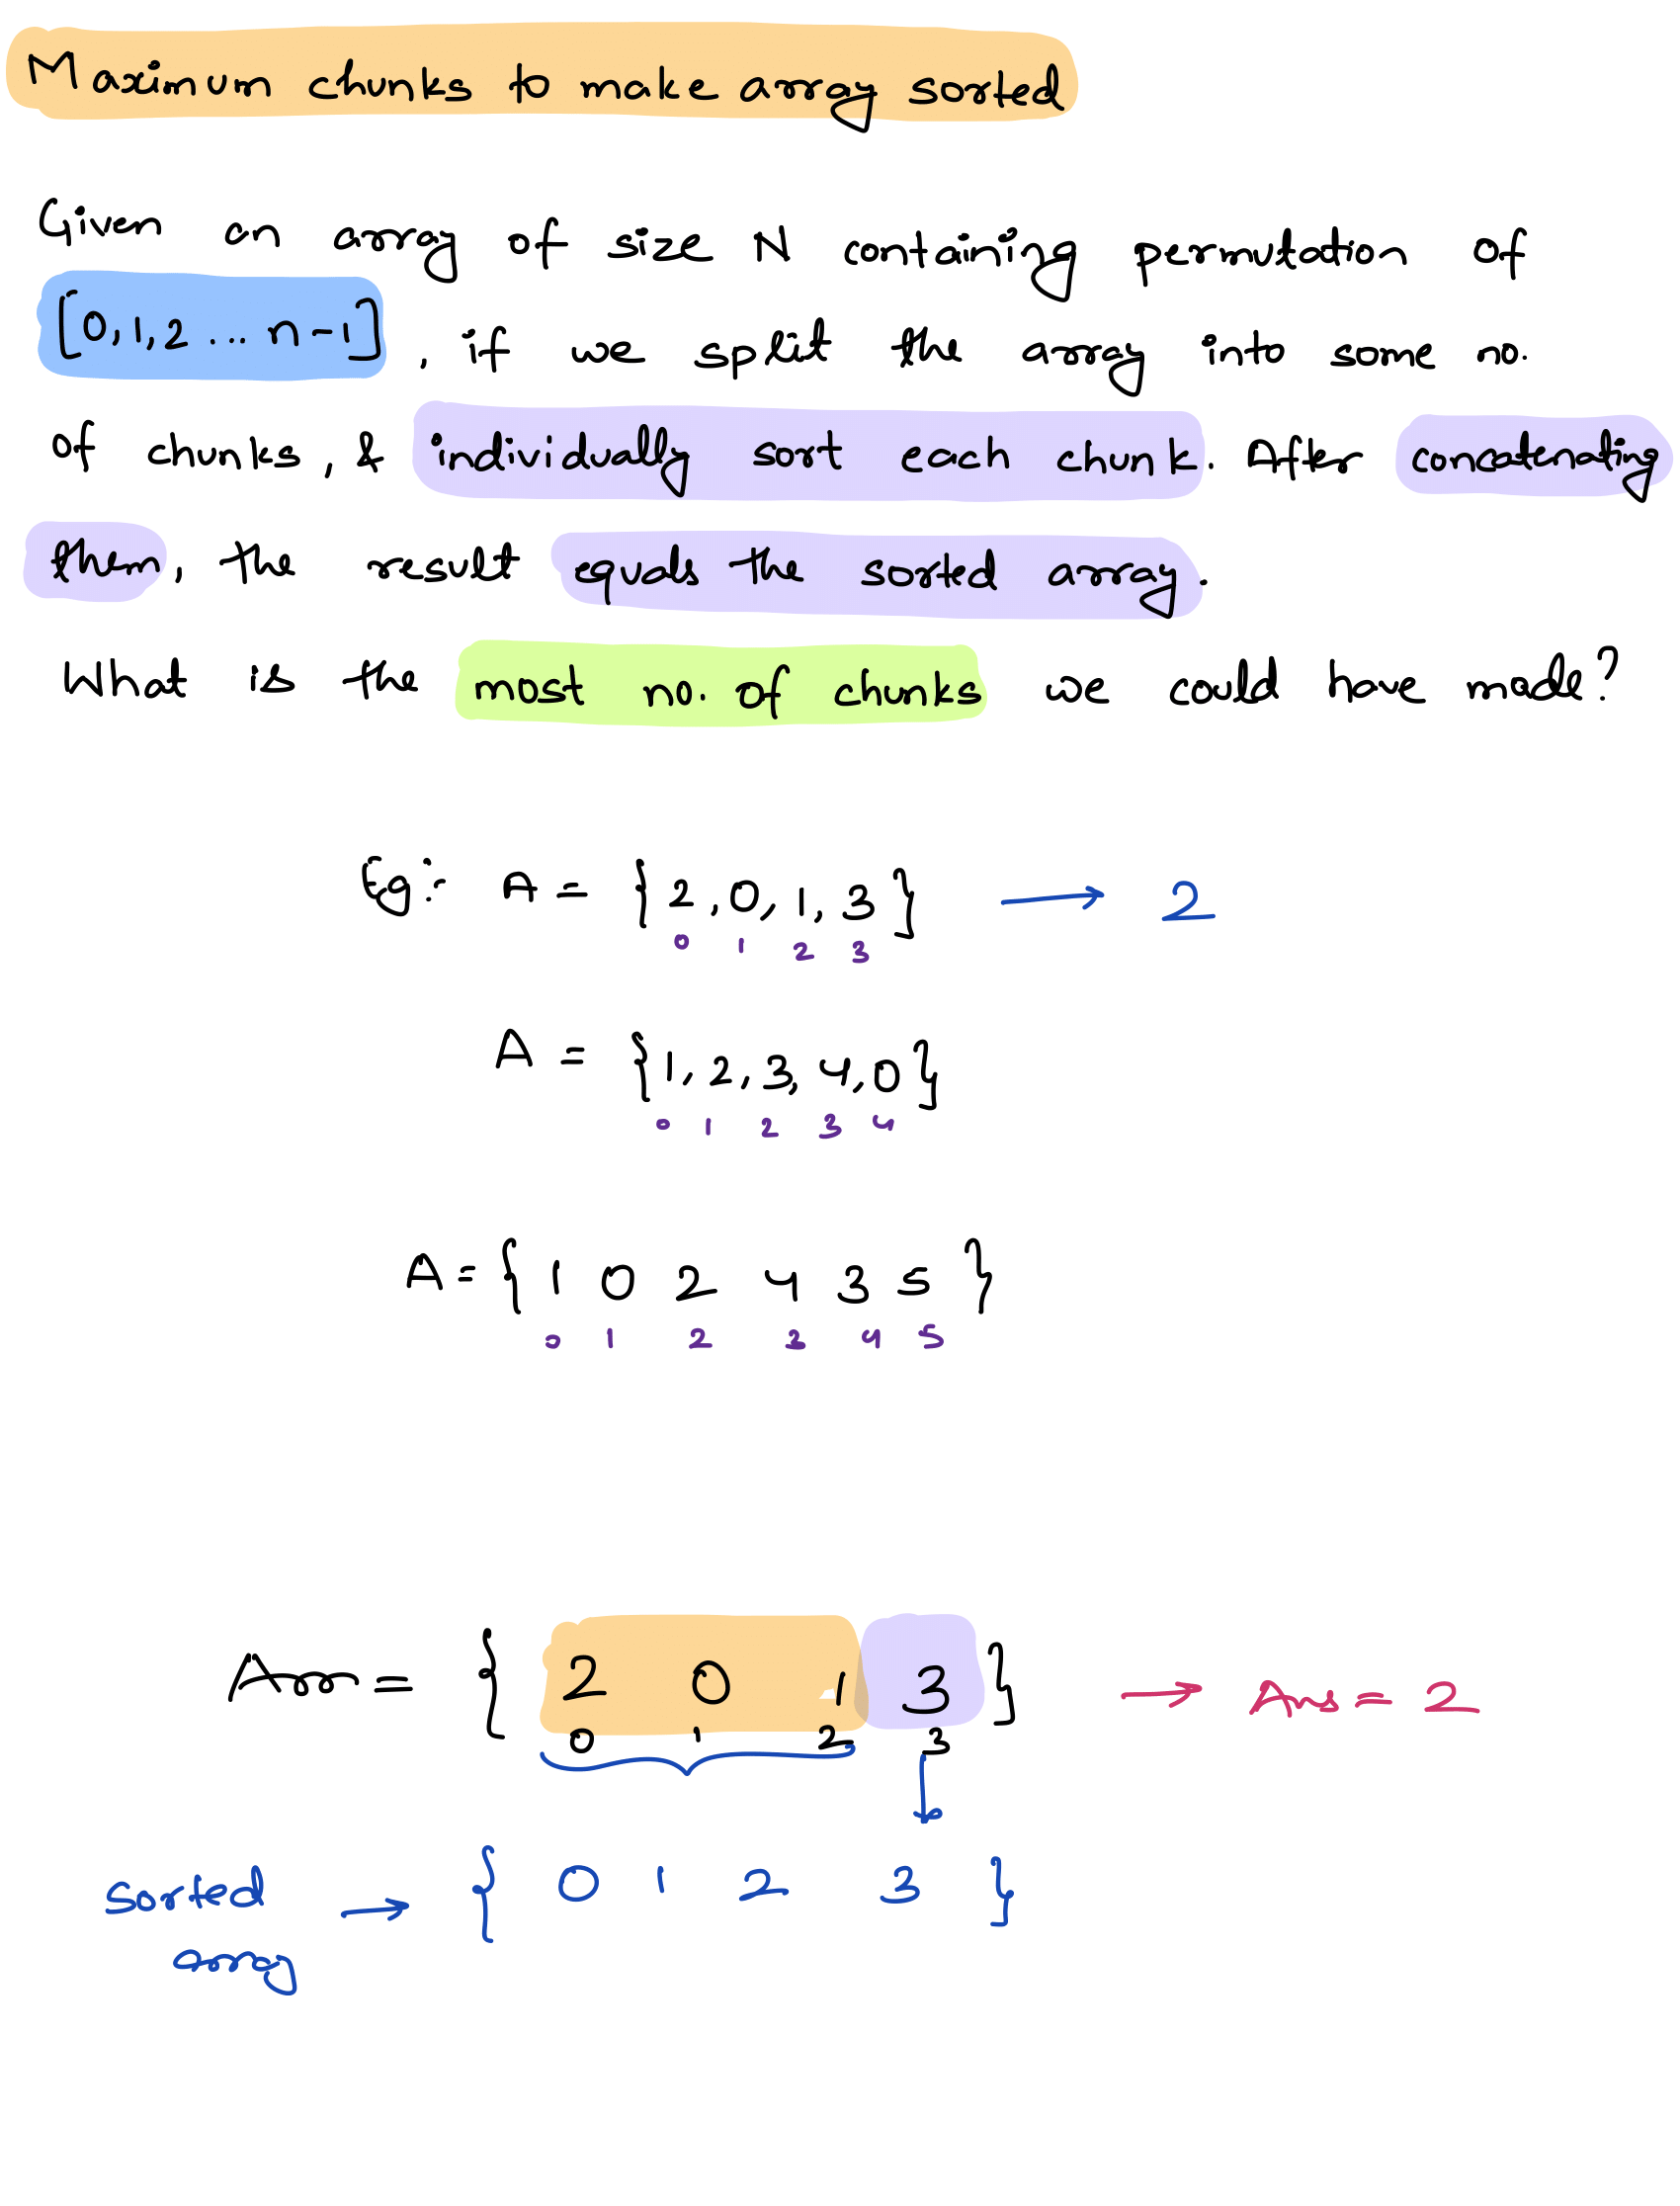 Maximum chunks to make array sorted
Given an array of size N containing permutation of
[0,1,2 ... n-1] , if we split the array into some no.
of chunks, & individually sort each chunk. After concatenating
them, the result equals the sorted array.
What is the most no. of chunks we could have made?
Eg:- A = {2,0,1,3} → 2
0 1 2 3
A = {1,2,3,4,0}
0 1 2 3 4
A = { 1 0 2 4 3 5 }
0 1 2 3 4 5
Arr = { 2 0 1 3 } → Ans = 2
0 1 2 3
sorted → { 0 1 2 3 }
array